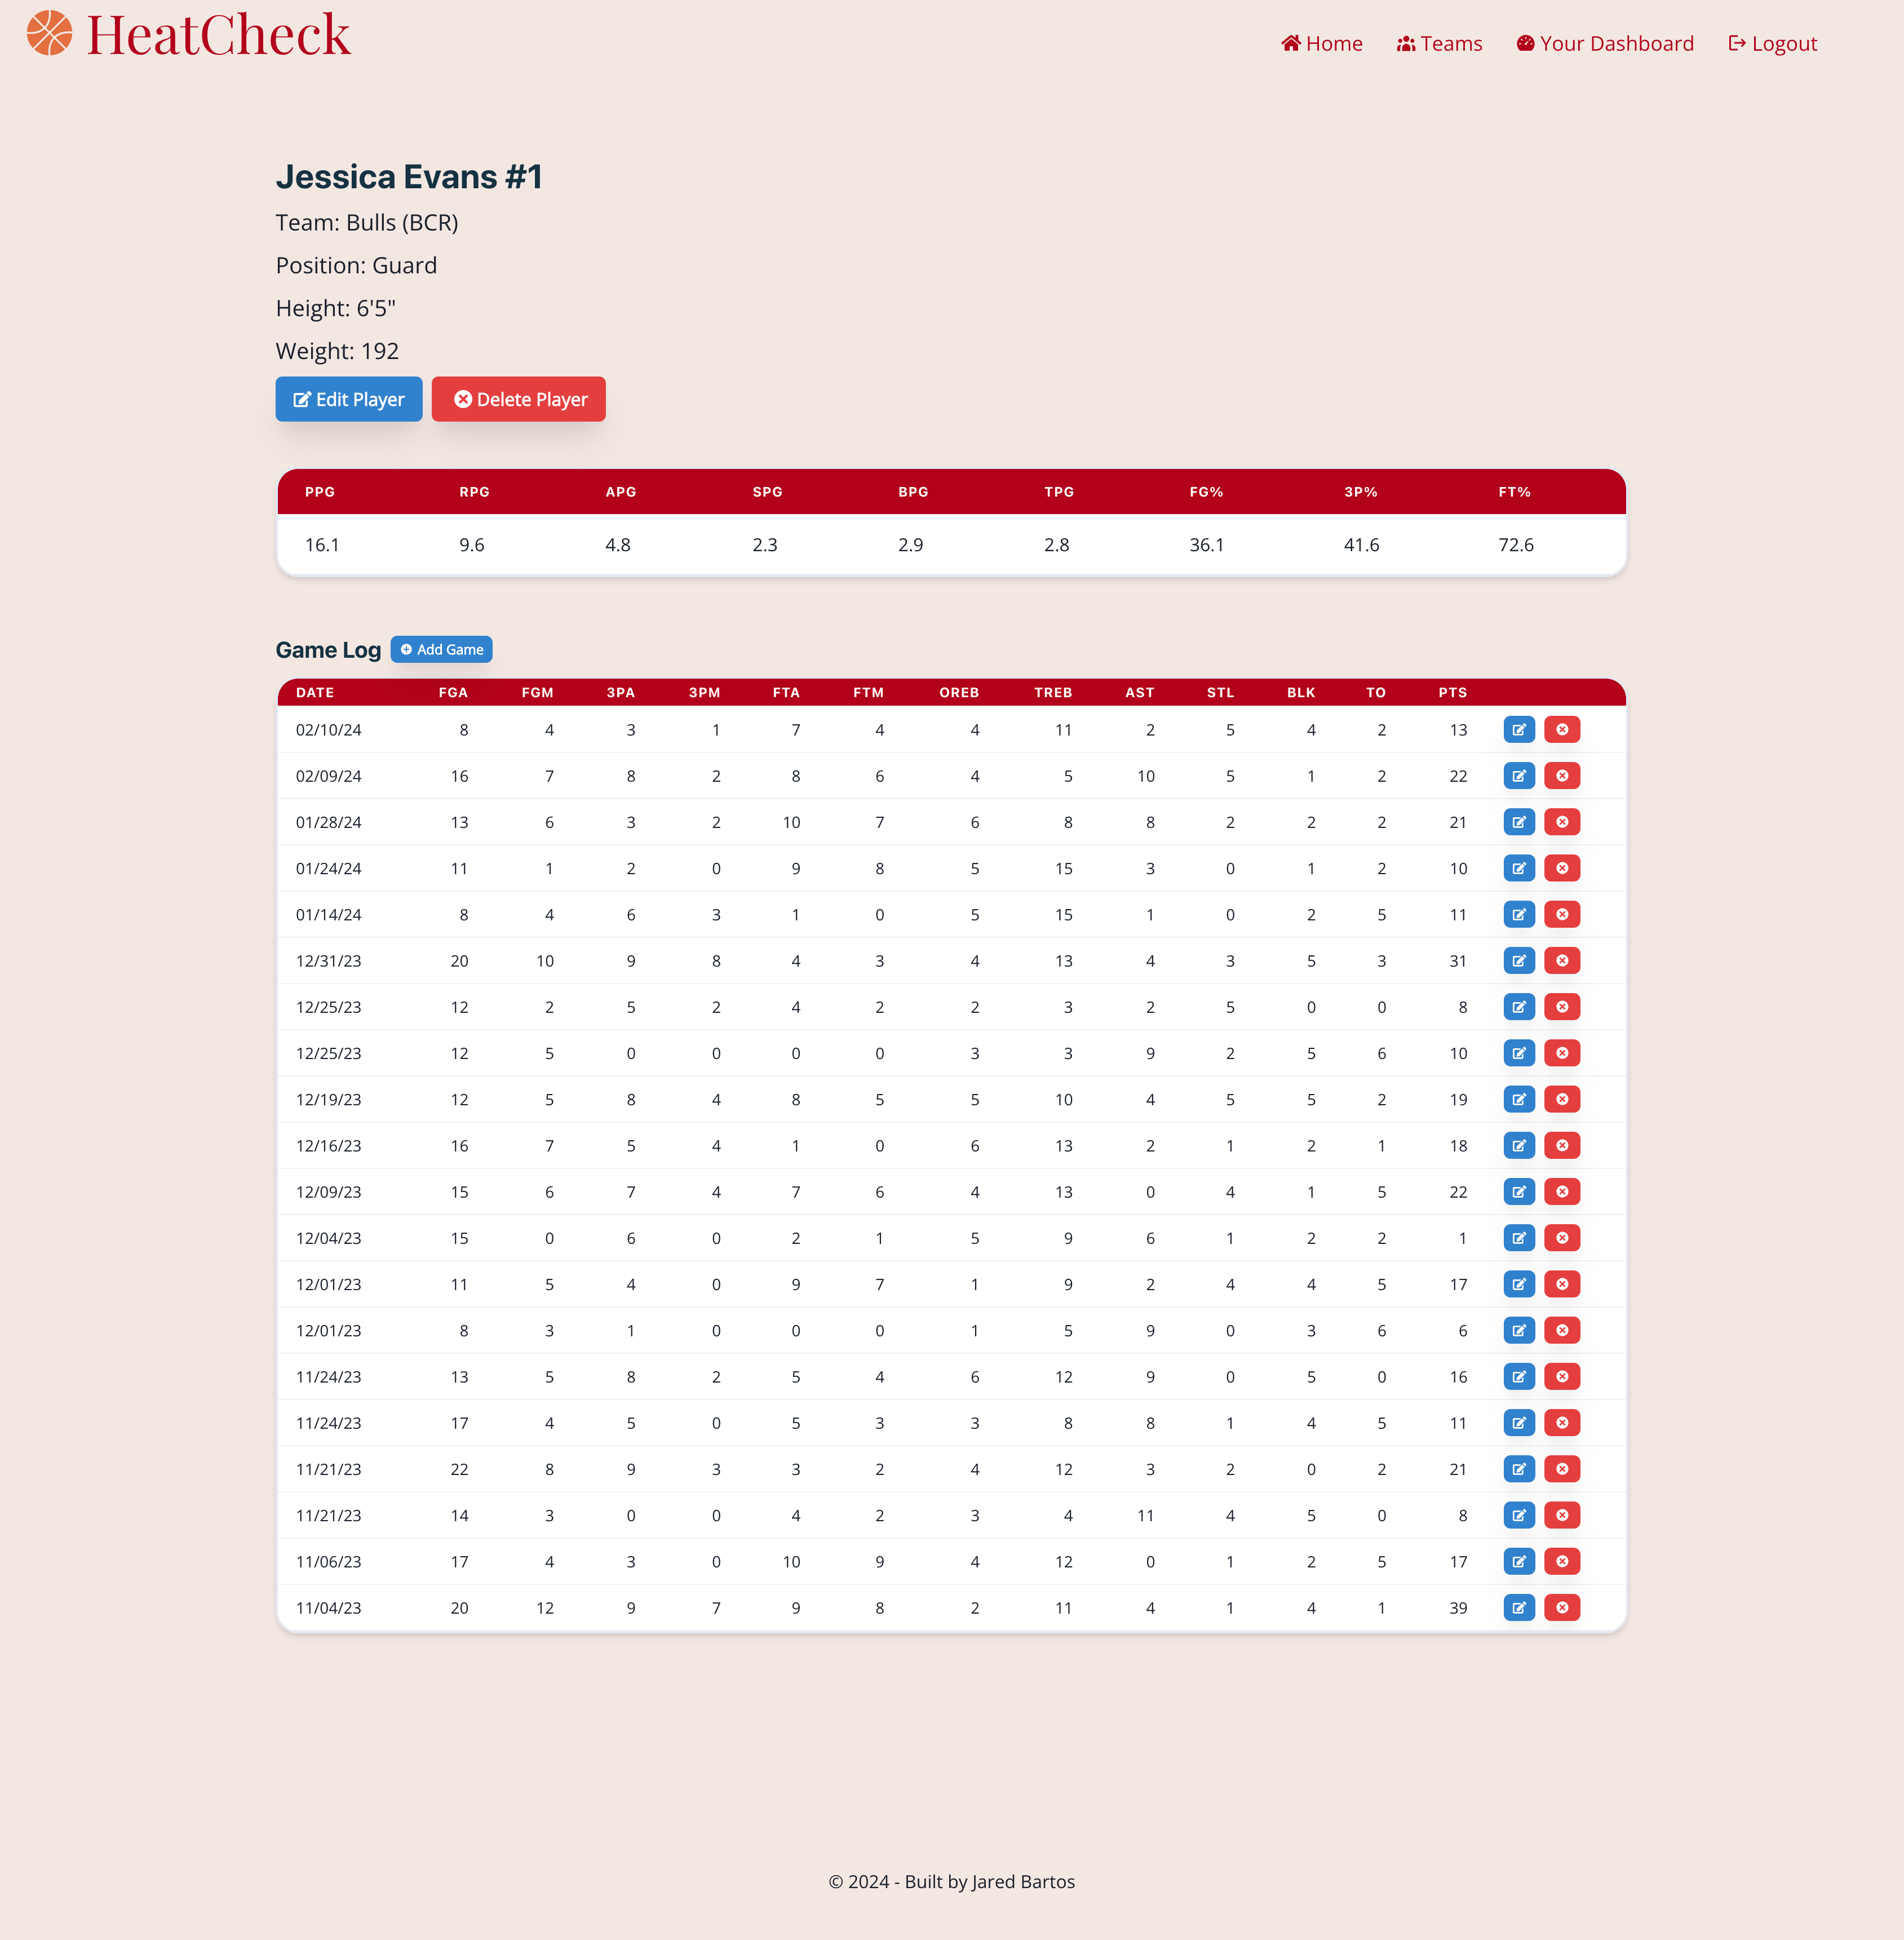 HeatCheck
Home Teams Your Dashboard Logout
Jessica Evans #1
Team: Bulls (BCR)
Position: Guard
Height: 6'5"
Weight: 192
Edit Player Delete Player
PPG RPG APG SPG BPG TPG FG% 3P% FT%
16.1 9.6 4.8 2.3 2.9 2.8 36.1 41.6 72.6
Game Log Add Game
DATE FGA FGM 3PA 3PM FTA FTM OREB TREB AST STL BLK TO PTS
02/10/24 8 4 3 1 7 4 4 11 2 5 4 2 13
02/09/24 16 7 8 2 8 6 4 5 10 5 1 2 22
01/28/24 13 6 3 2 10 7 6 8 8 2 2 2 21
01/24/24 11 1 2 0 9 8 5 15 3 0 1 2 10
01/14/24 8 4 6 3 1 0 5 15 1 0 2 5 11
12/31/23 20 10 9 8 4 3 4 13 4 3 5 3 31
12/25/23 12 2 5 2 4 2 2 3 2 5 0 0 8
12/25/23 12 5 0 0 0 0 3 3 9 2 5 6 10
12/19/23 12 5 8 4 8 5 5 10 4 5 5 2 19
12/16/23 16 7 5 4 1 0 6 13 2 1 2 1 18
12/09/23 15 6 7 4 7 6 4 13 0 4 1 5 22
12/04/23 15 0 6 0 2 1 5 9 6 1 2 2 1
12/01/23 11 5 4 0 9 7 1 9 2 4 4 5 17
12/01/23 8 3 1 0 0 0 1 5 9 0 3 6 6
11/24/23 13 5 8 2 5 4 6 12 9 0 5 0 16
11/24/23 17 4 5 0 5 3 3 8 8 1 4 5 11
11/21/23 22 8 9 3 3 2 4 12 3 2 0 2 21
11/21/23 14 3 0 0 4 2 3 4 11 4 5 0 8
11/06/23 17 4 3 0 10 9 4 12 0 1 2 5 17
11/04/23 20 12 9 7 9 8 2 11 4 1 4 1 39
© 2024 - Built by Jared Bartos